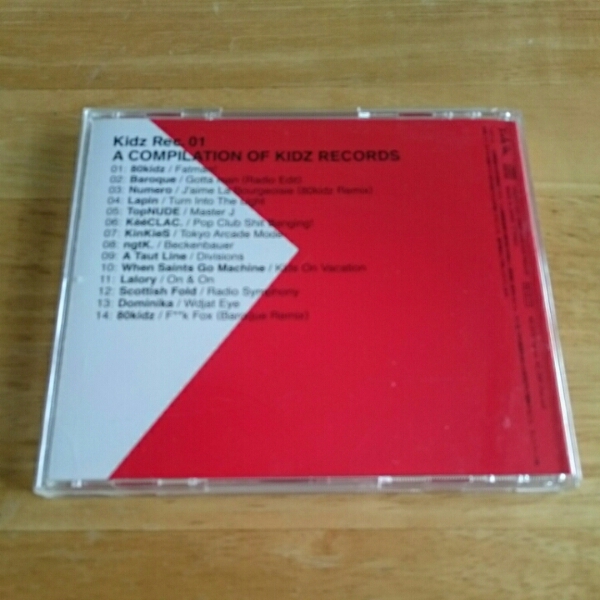 Kidz Rec. 01
A COMPILATION OF KIDZ RECORDS
01: 80kidz / Fatman
02: Baroque / Gotta (Radio Edit)
03: Numero / J'aime La Bourgeoisie (80kidz Remix)
04: Lapin / Turn Into The Light
05: TopNUDE / Master J
06: KééCLAC. / Pop Club Shit Banging!
07: KinKieS / Tokyo Arcade Mode
08: ngtK. / Beckenbauer
09: A Taut Line / Divisions
10: When Saints Go Machine / Kids On Vacation
11: Lalory / On & On
12: Scottish Fold / Radio Symphony
13: Dominika / Wdjat Eye
14: 80kidz / F**k Fox (Baroque Remix)